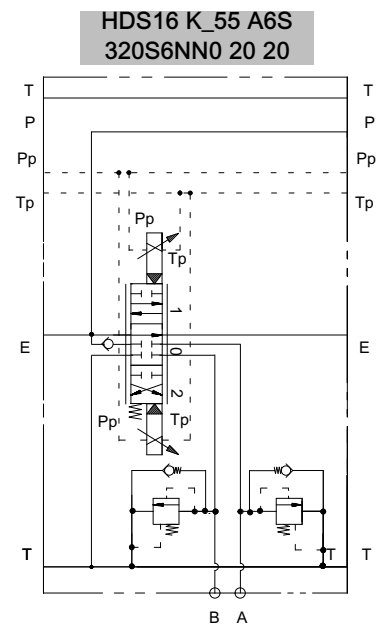 HDS16 K_55 A6S
320S6NN0 20 20
T T
P P
Pp Pp
Tp Tp
Pp
Tp
1
E 0 E
2
Pp Tp
T T T
B A